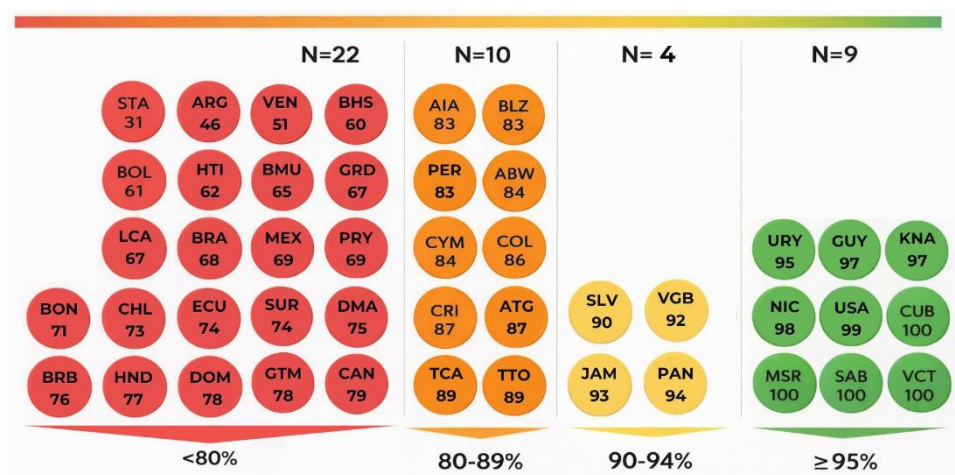 N=22
N=10
N= 4
N=9
STA
31
ARG
46
VEN
51
BHS
60
BOL
61
HTI
62
BMU
65
GRD
67
LCA
67
BRA
68
MEX
69
PRY
69
BON
71
CHL
73
ECU
74
SUR
74
DMA
75
BRB
76
HND
77
DOM
78
GTM
78
CAN
79
<80%
AIA
83
BLZ
83
PER
83
ABW
84
CYM
84
COL
86
CRI
87
ATG
87
TCA
89
TTO
89
80-89%
SLV
90
VGB
92
JAM
93
PAN
94
90-94%
URY
95
GUY
97
KNA
97
NIC
98
USA
99
CUB
100
MSR
100
SAB
100
VCT
100
≥95%